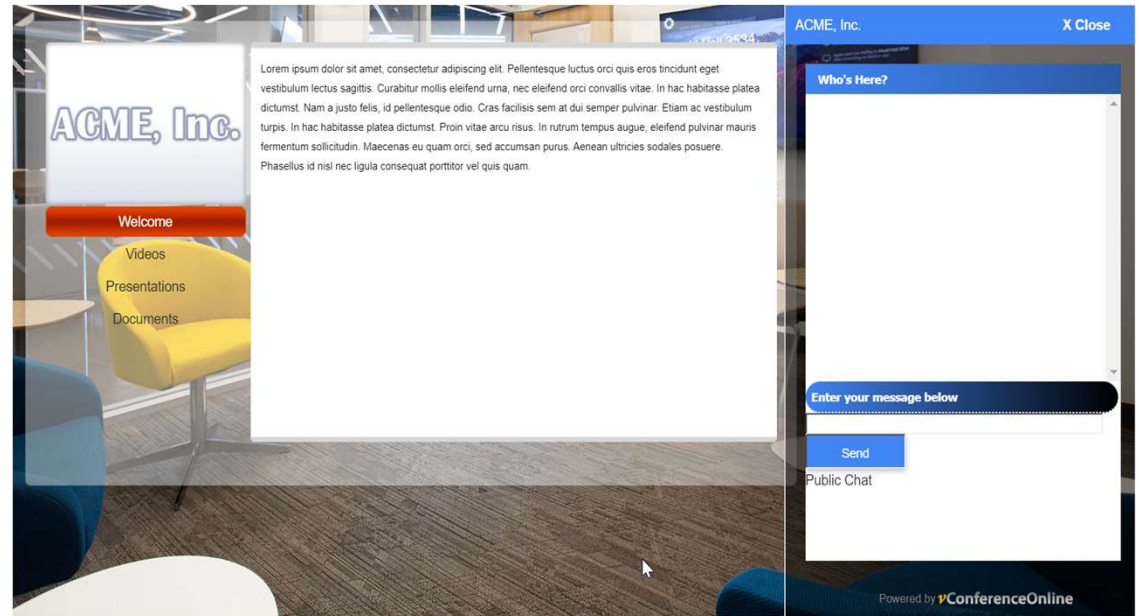 ACME, Inc.
Welcome
Videos
Presentations
Documents
Lorem ipsum dolor sit amet, consectetur adipiscing elit. Pellentesque luctus orci quis eros tincidunt eget
vestibulum lectus sagittis. Curabitur mollis eleifend urna, nec eleifend orci convallis vitae. In hac habitasse platea
dictumst. Nam a justo felis, id pellentesque odio. Cras facilisis sem at dui semper pulvinar. Etiam ac vestibulum
turpis. In hac habitasse platea dictumst. Proin vitae arcu risus. In rutrum tempus augue, eleifend pulvinar mauris
fermentum sollicitudin. Maecenas eu quam orci, sed accumsan purus. Aenean ultricies sodales posuere.
Phasellus id nisl nec ligula consequat porttitor vel quis quam.
ACME, Inc. X Close
Who's Here?
Enter your message below
Send
Public Chat
Powered by vConferenceOnline